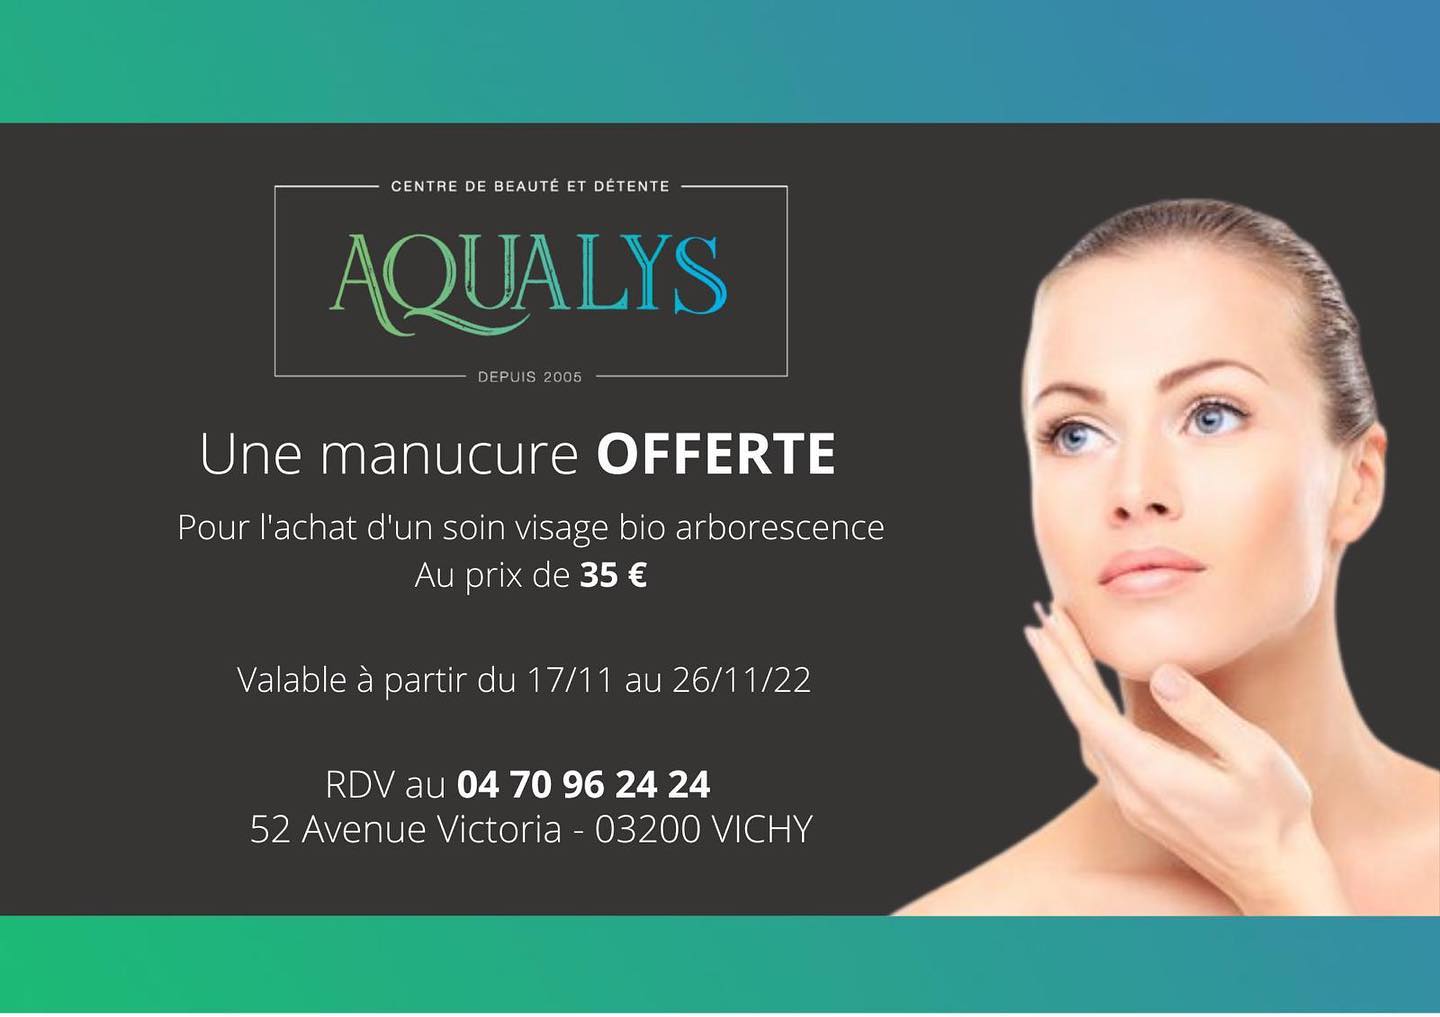 CENTRE DE BEAUTÉ ET DÉTENTE
AQUALYS
DEPUIS 2005
Une manucure OFFERTE
Pour l'achat d'un soin visage bio arborescence
Au prix de 35 €
Valable à partir du 17/11 au 26/11/22
RDV au 04 70 96 24 24
52 Avenue Victoria - 03200 VICHY